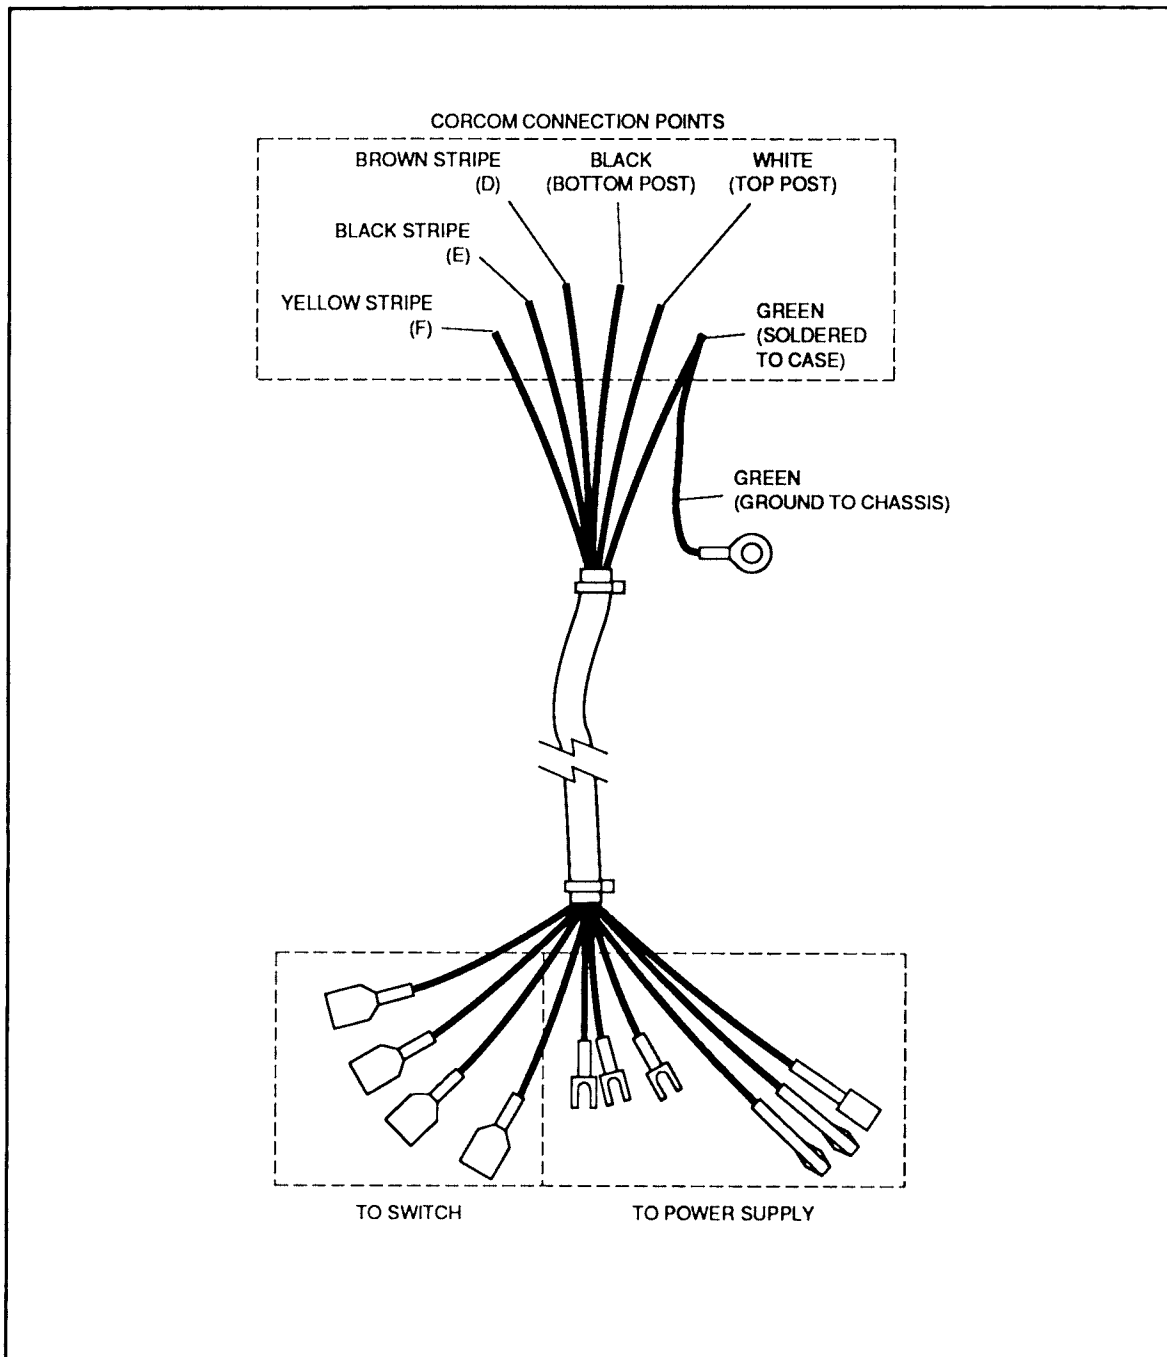 CORCOM CONNECTION POINTS
BROWN STRIPE
(D)
BLACK
(BOTTOM POST)
WHITE
(TOP POST)
BLACK STRIPE
(E)
YELLOW STRIPE
(F)
GREEN
(SOLDERED
TO CASE)
GREEN
(GROUND TO CHASSIS)
TO SWITCH
TO POWER SUPPLY